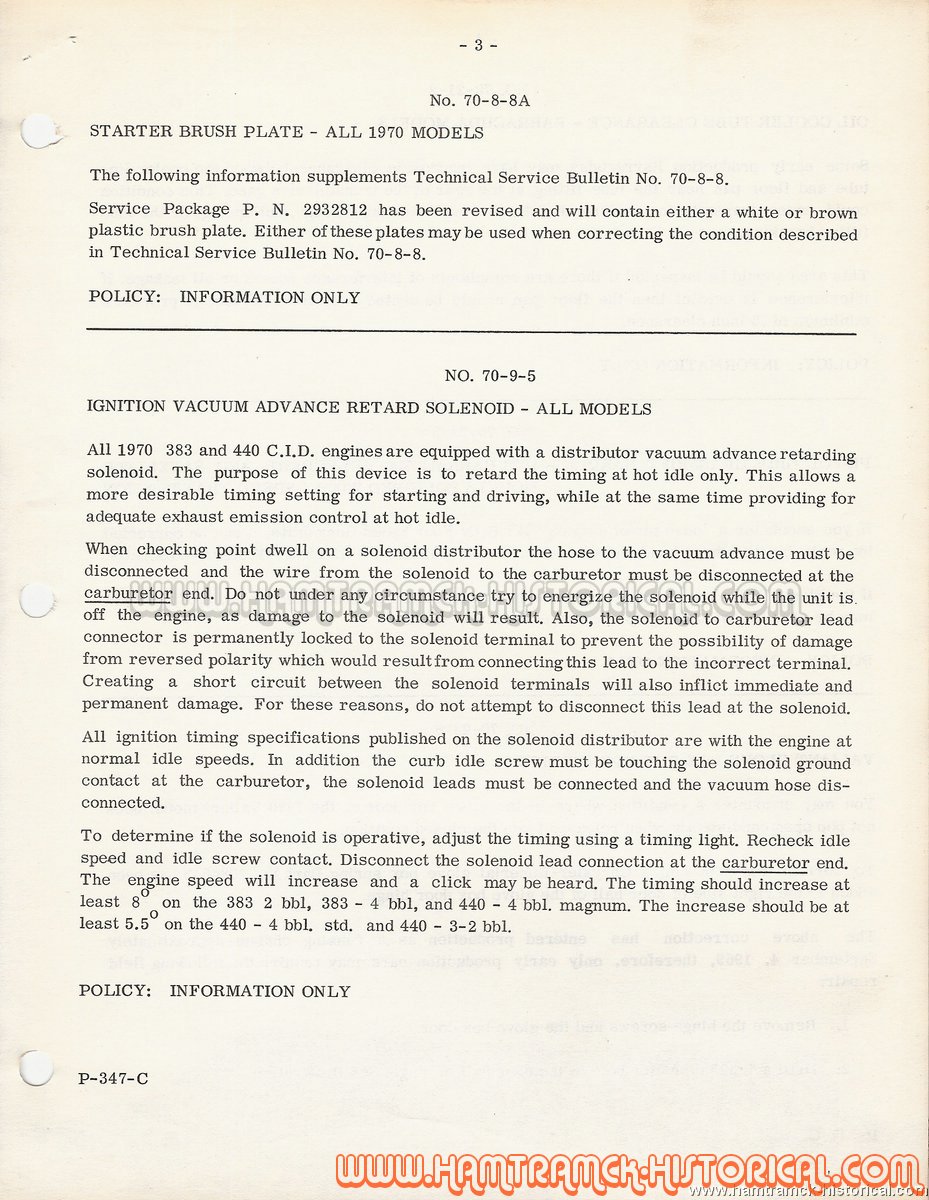 - 3 -
No. 70-8-8A
STARTER BRUSH PLATE - ALL 1970 MODELS
The following information supplements Technical Service Bulletin No. 70-8-8.
Service Package P. N. 2932812 has been revised and will contain either a white or brown
plastic brush plate. Either of these plates may be used when correcting the condition described
in Technical Service Bulletin No. 70-8-8.
POLICY: INFORMATION ONLY
NO. 70-9-5
IGNITION VACUUM ADVANCE RETARD SOLENOID - ALL MODELS
All 1970 383 and 440 C.I.D. engines are equipped with a distributor vacuum advance retarding
solenoid. The purpose of this device is to retard the timing at hot idle only. This allows a
more desirable timing setting for starting and driving, while at the same time providing for
adequate exhaust emission control at hot idle.
When checking point dwell on a solenoid distributor the hose to the vacuum advance must be
disconnected and the wire from the solenoid to the carburetor must be disconnected at the
carburetor end. Do not under any circumstance try to energize the solenoid while the unit is
off the engine, as damage to the solenoid will result. Also, the solenoid to carburetor lead
connector is permanently locked to the solenoid terminal to prevent the possibility of damage
from reversed polarity which would result from connecting this lead to the incorrect terminal.
Creating a short circuit between the solenoid terminals will also inflict immediate and
permanent damage. For these reasons, do not attempt to disconnect this lead at the solenoid.
All ignition timing specifications published on the solenoid distributor are with the engine at
normal idle speeds. In addition the curb idle screw must be touching the solenoid ground
contact at the carburetor, the solenoid leads must be connected and the vacuum hose dis-
connected.
To determine if the solenoid is operative, adjust the timing using a timing light. Recheck idle
speed and idle screw contact. Disconnect the solenoid lead connection at the carburetor end.
The engine speed will increase and a click may be heard. The timing should increase at
least 8° on the 383 2 bbl, 383 - 4 bbl, and 440 - 4 bbl. magnum. The increase should be at
least 5.5° on the 440 - 4 bbl. std. and 440 - 3-2 bbl.
POLICY: INFORMATION ONLY
P-347-C
WWW.HAMTRAMCK-HISTORICAL.COM
WWW.HAMTRAMCK-HISTORICAL.COM
www.hamtramck-historical.com